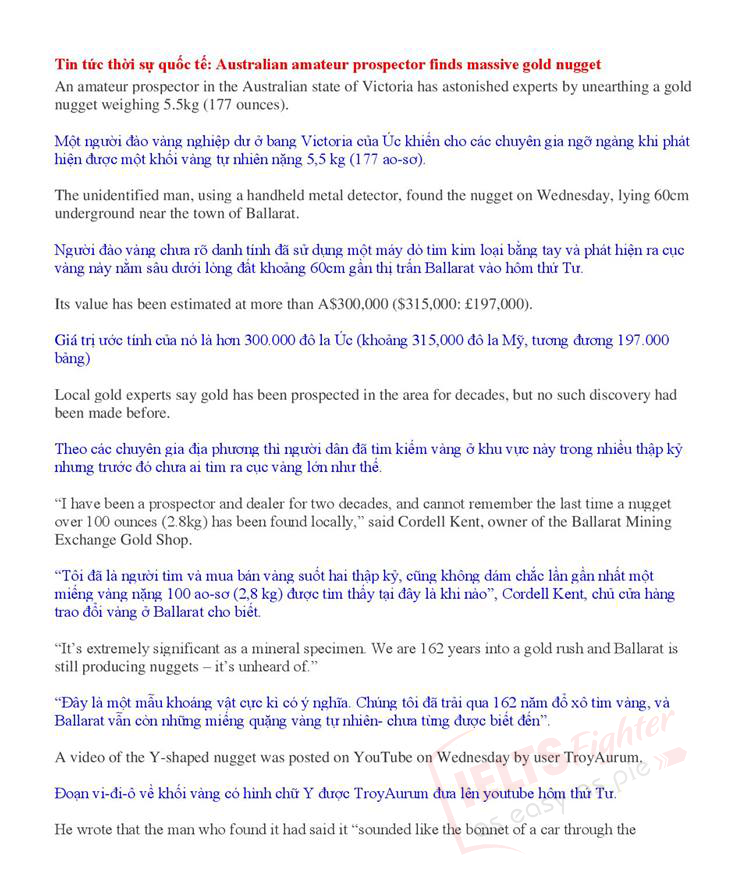 Tin tức thời sự quốc tế: Australian amateur prospector finds massive gold nugget
An amateur prospector in the Australian state of Victoria has astonished experts by unearthing a gold
nugget weighing 5.5kg (177 ounces).
Một người đào vàng nghiệp dư ở bang Victoria của Úc khiến cho các chuyên gia ngỡ ngàng khi phát
hiện được một khối vàng tự nhiên nặng 5,5 kg (177 ao-sơ).
The unidentified man, using a handheld metal detector, found the nugget on Wednesday, lying 60cm
underground near the town of Ballarat.
Người đào vàng chưa rõ danh tính đã sử dụng một máy dò tìm kim loại bằng tay và phát hiện ra cục
vàng này nằm sâu dưới lòng đất khoảng 60cm gần thị trấn Ballarat vào hôm thứ Tư.
Its value has been estimated at more than A$300,000 ($315,000: £197,000).
Giá trị ước tính của nó là hơn 300.000 đô la Úc (khoảng 315,000 đô la Mỹ, tương đương 197.000
bảng)
Local gold experts say gold has been prospected in the area for decades, but no such discovery had
been made before.
Theo các chuyên gia địa phương thì người dân đã tìm kiếm vàng ở khu vực này trong nhiều thập kỷ
nhưng trước đó chưa ai tìm ra cục vàng lớn như thế.
“I have been a prospector and dealer for two decades, and cannot remember the last time a nugget
over 100 ounces (2.8kg) has been found locally,” said Cordell Kent, owner of the Ballarat Mining
Exchange Gold Shop.
“Tôi đã là người tìm và mua bán vàng suốt hai thập kỷ, cũng không dám chắc lần gần nhất một
miếng vàng nặng 100 ao-sơ (2,8 kg) được tìm thấy tại đây là khi nào”, Cordell Kent, chủ cửa hàng
trao đổi vàng ở Ballarat cho biết.
“It’s extremely significant as a mineral specimen. We are 162 years into a gold rush and Ballarat is
still producing nuggets – it’s unheard of.”
“Đây là một mẫu khoáng vật cực kì có ý nghĩa. Chúng tôi đã trải qua 162 năm đổ xô tìm vàng, và
Ballarat vẫn còn những miếng quặng vàng tự nhiên- chưa từng được biết đến”.
A video of the Y-shaped nugget was posted on YouTube on Wednesday by user TroyAurum.
Đoạn vi-đi-ô về khối vàng có hình chữ Y được TroyAurum đưa lên youtube hôm thứ Tư.
He wrote that the man who found it had said it “sounded like the bonnet of a car through the
IELTS Fighter
as easy as pie